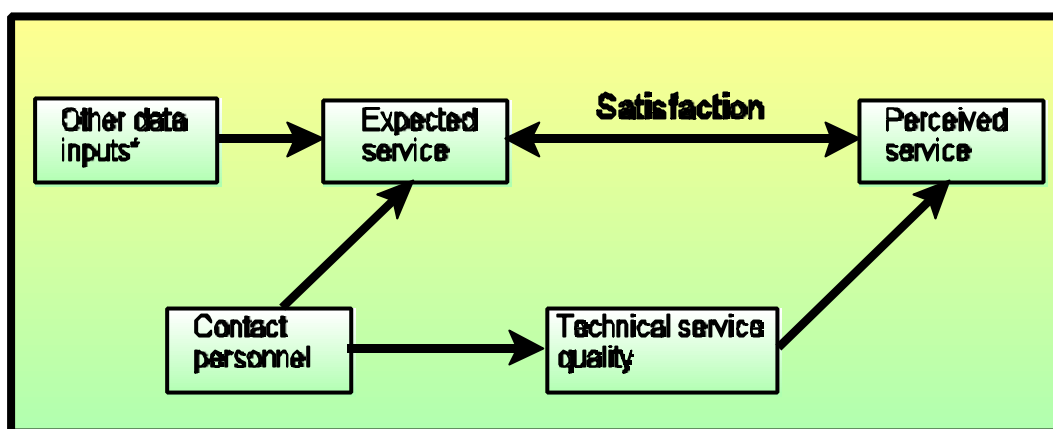 Satisfaction
Other data
inputs*
Expected
service
Perceived
service
Contact
personnel
Technical service
quality